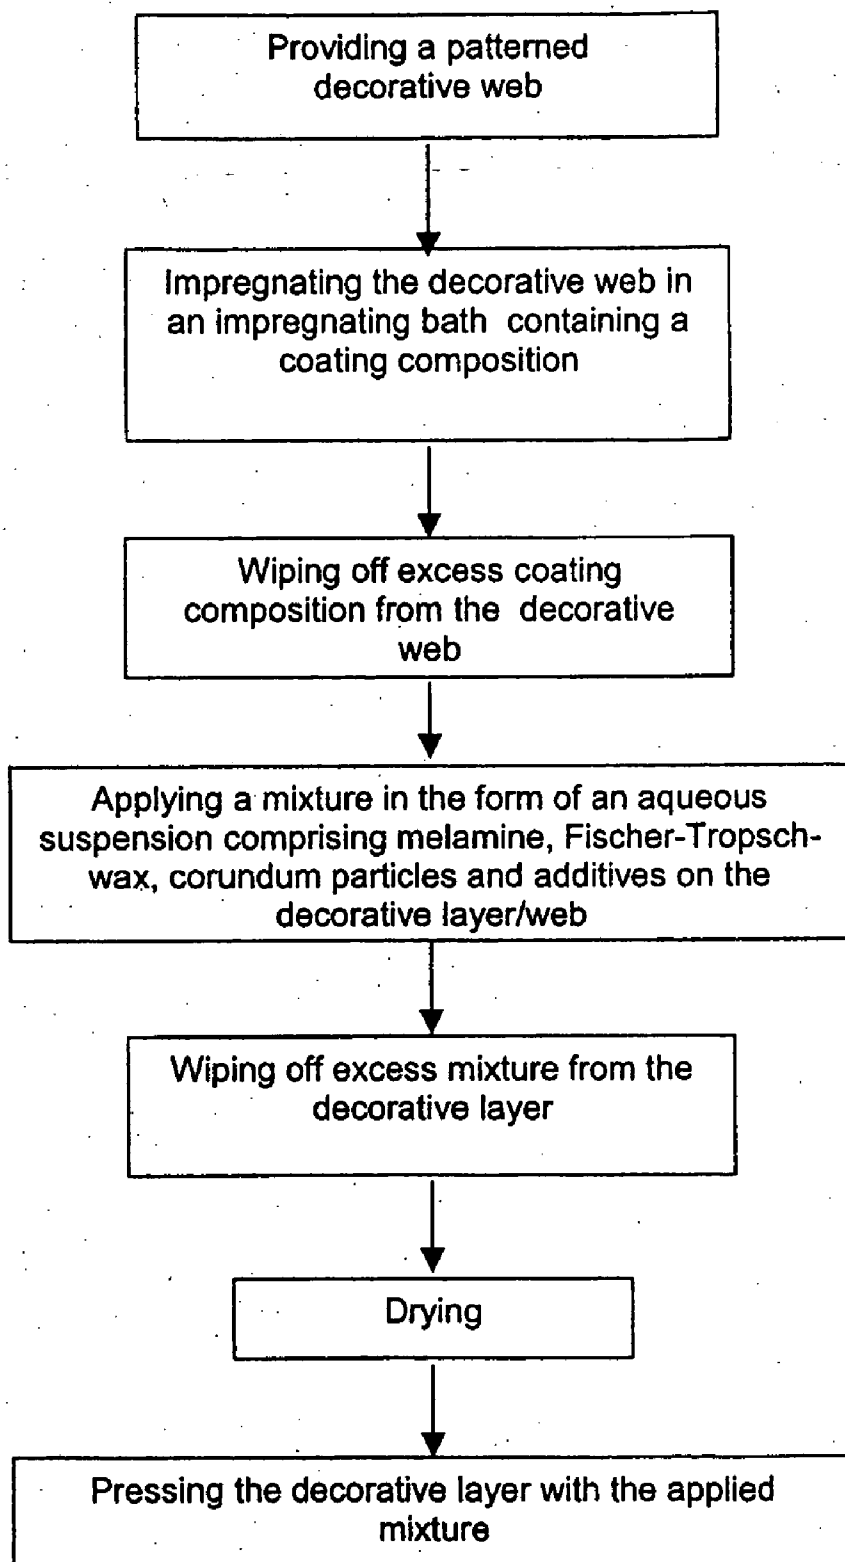 Providing a patterned
decorative web
Impregnating the decorative web in
an impregnating bath containing a
coating composition
Wiping off excess coating
composition from the decorative
web
Applying a mixture in the form of an aqueous
suspension comprising melamine, Fischer-Tropsch-
wax, corundum particles and additives on the
decorative layer/web
Wiping off excess mixture from the
decorative layer
Drying
Pressing the decorative layer with the applied
mixture